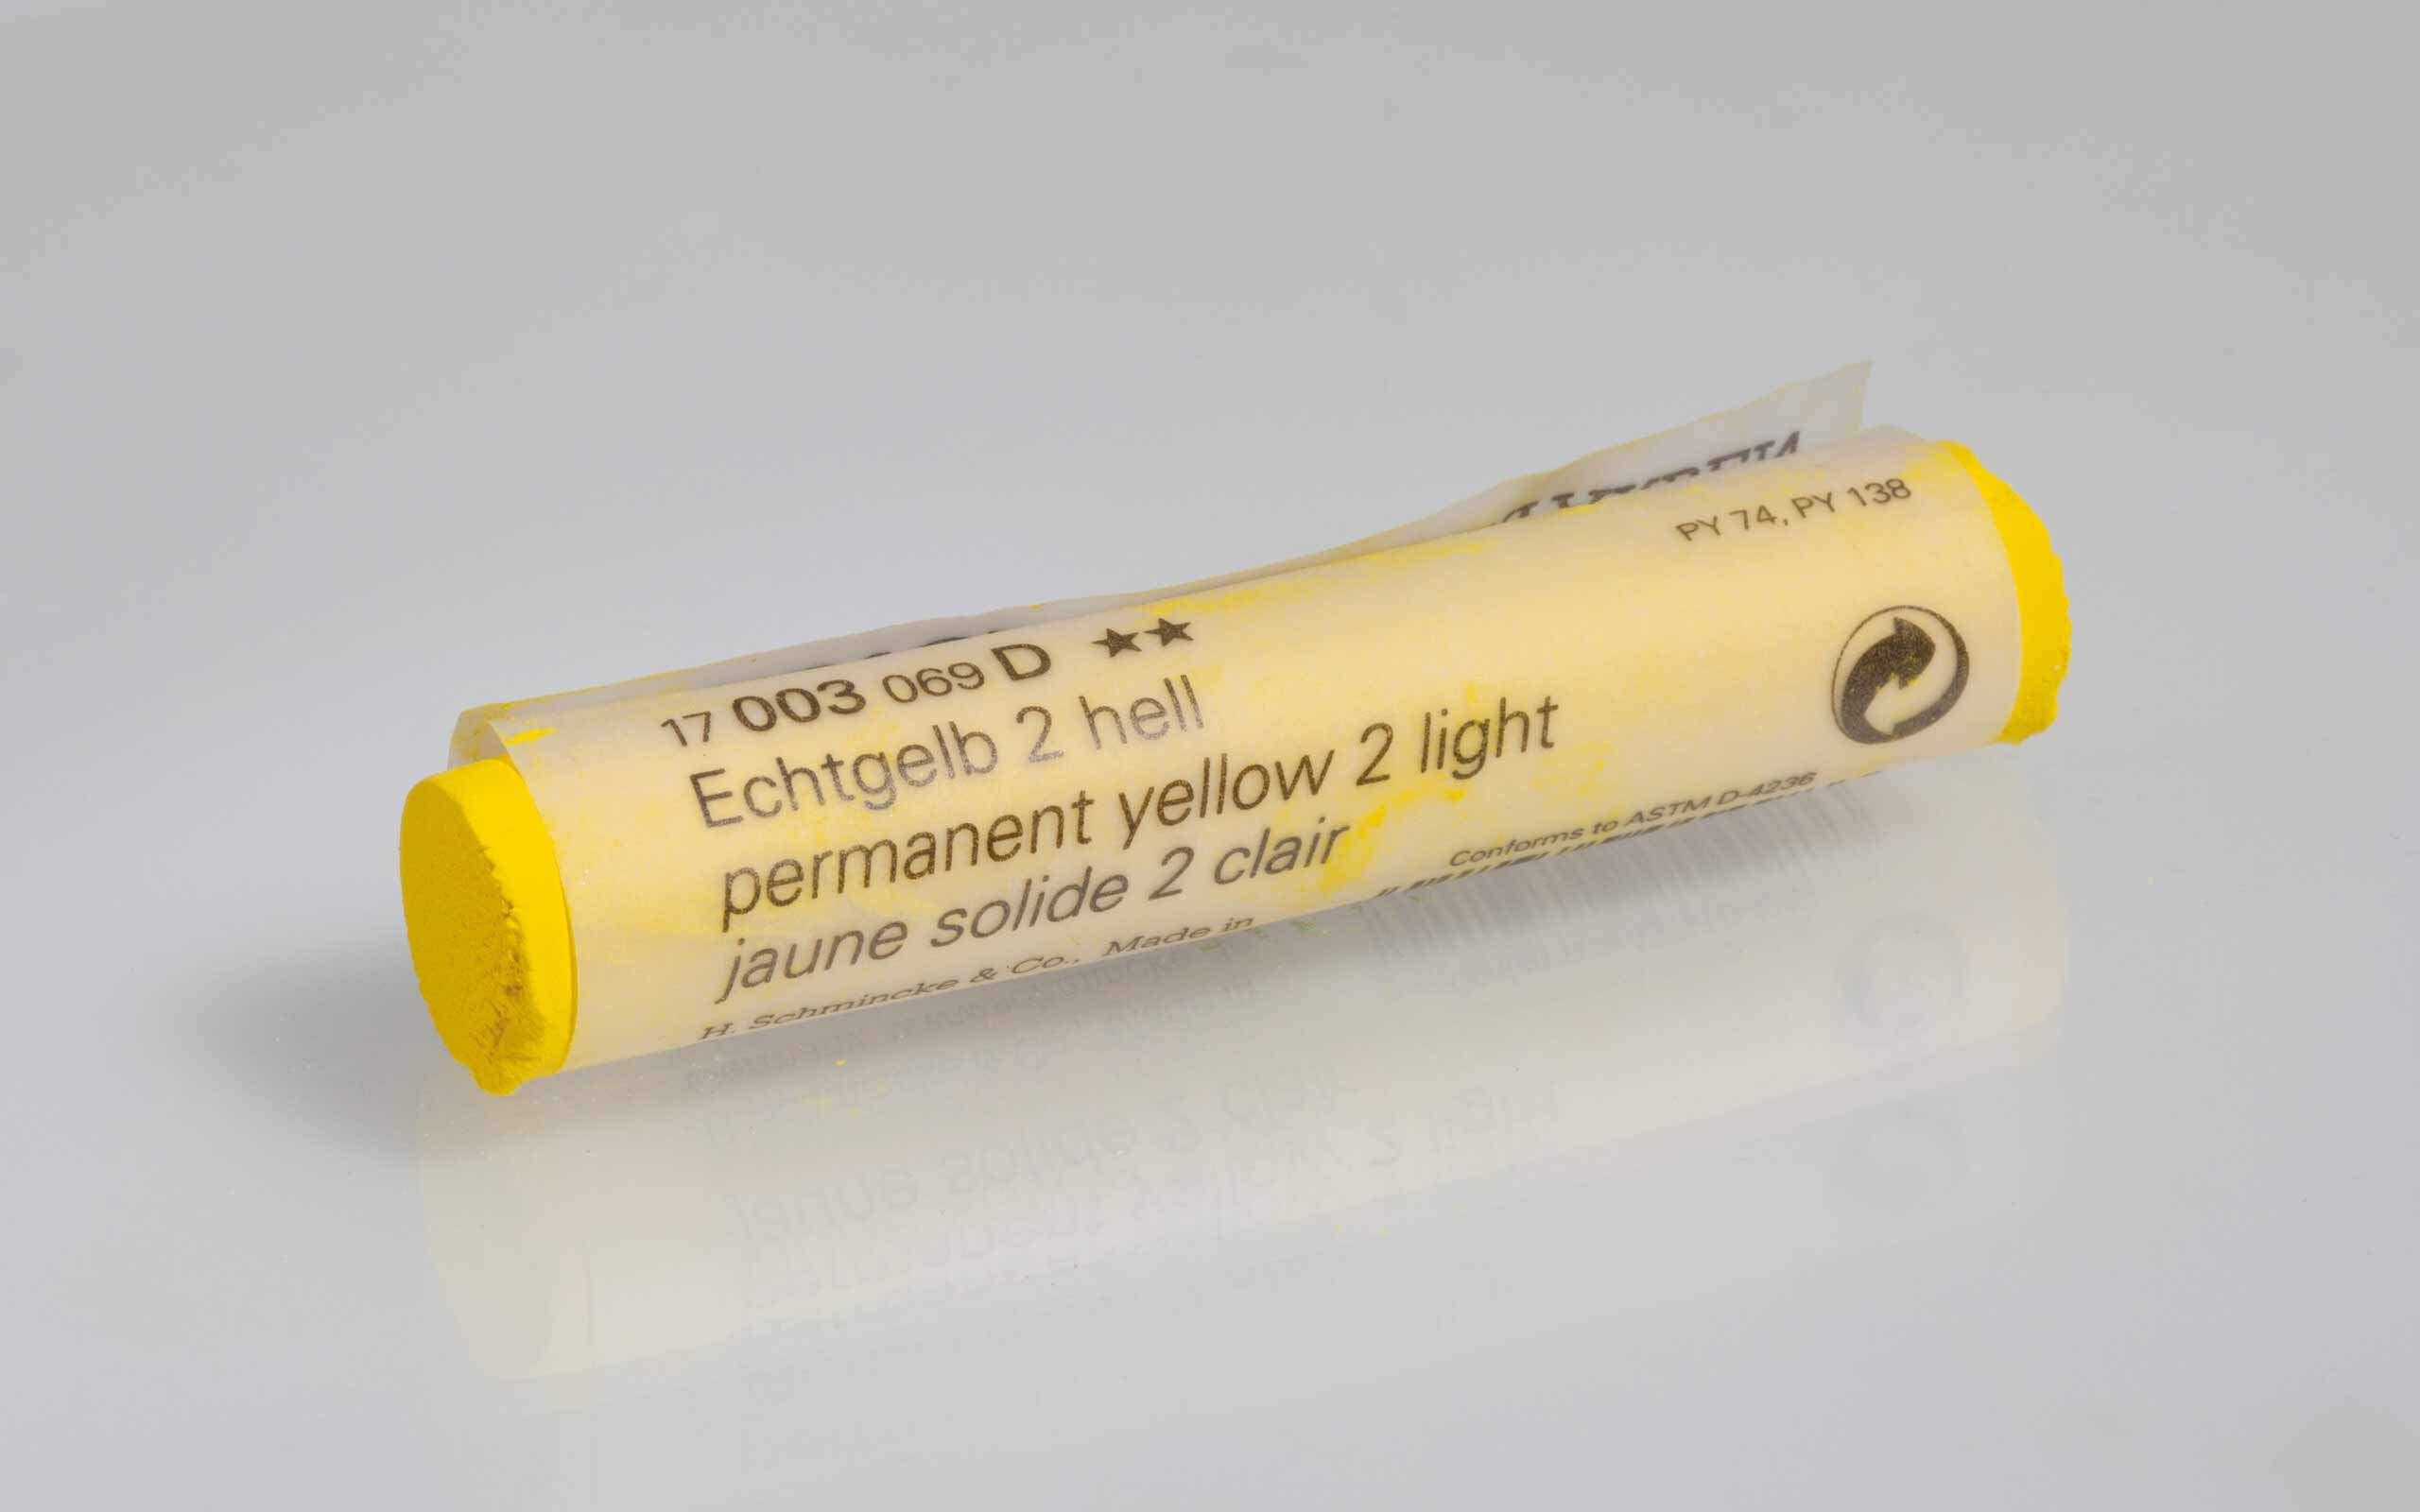 PY 74, PY 138
17 003 069 D ★★
Echtgelb 2 hell
permanent yellow 2 light
jaune solide 2 clair
Conforms to ASTM D-4236
H. Schmincke & Co., Made in